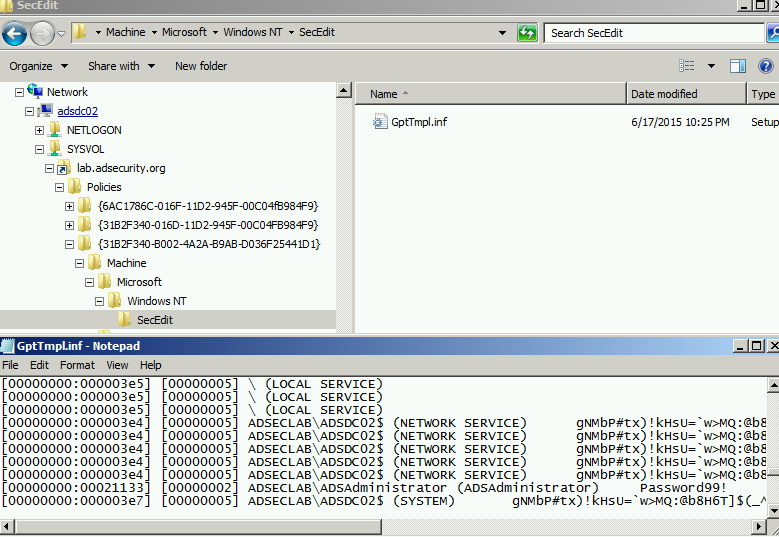 SecEdit
Machine Microsoft Windows NT SecEdit Search SecEdit
Organize Share with New folder
Network
adsdc02
NETLOGON
SYSVOL
lab.adsecurity.org
Policies
{6AC1786C-016F-11D2-945F-00C04fB984F9}
{31B2F340-016D-11D2-945F-00C04FB984F9}
{31B2F340-B002-4A2A-B9AB-D036F25441D1}
Machine
Microsoft
Windows NT
SecEdit
Name Date modified Type
GptTmpl.inf 6/17/2015 10:25 PM Setup
GptTmpl.inf - Notepad
File Edit Format View Help
[00000000:000003e5] [00000005] \ (LOCAL SERVICE)
[00000000:000003e5] [00000005] \ (LOCAL SERVICE)
[00000000:000003e5] [00000005] \ (LOCAL SERVICE)
[00000000:000003e4] [00000005] ADSECLAB\ADSDC02$ (NETWORK SERVICE) gNMbP#tx)!kHsU=`w>MQ:@b8
[00000000:000003e4] [00000005] ADSECLAB\ADSDC02$ (NETWORK SERVICE) gNMbP#tx)!kHsU=`w>MQ:@b8
[00000000:000003e4] [00000005] ADSECLAB\ADSDC02$ (NETWORK SERVICE) gNMbP#tx)!kHsU=`w>MQ:@b8
[00000000:000003e4] [00000005] ADSECLAB\ADSDC02$ (NETWORK SERVICE) gNMbP#tx)!kHsU=`w>MQ:@b8
[00000000:000003e4] [00000005] ADSECLAB\ADSDC02$ (NETWORK SERVICE) gNMbP#tx)!kHsU=`w>MQ:@b8
[00000000:00021133] [00000002] ADSECLAB\ADSAdministrator (ADSAdministrator) Password99!
[00000000:000003e7] [00000005] ADSECLAB\ADSDC02$ (SYSTEM) gNMbP#tx)!kHsU=`w>MQ:@b8H6T]$(_^